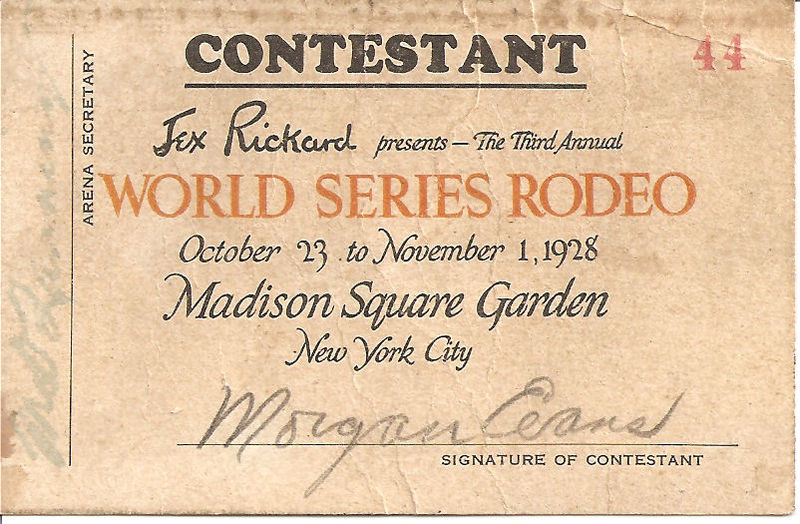 CONTESTANT
44
Tex Rickard presents — The Third Annual
WORLD SERIES RODEO
October 23 to November 1, 1928
Madison Square Garden
New York City
Morgan Evans
SIGNATURE OF CONTESTANT
ARENA SECRETARY